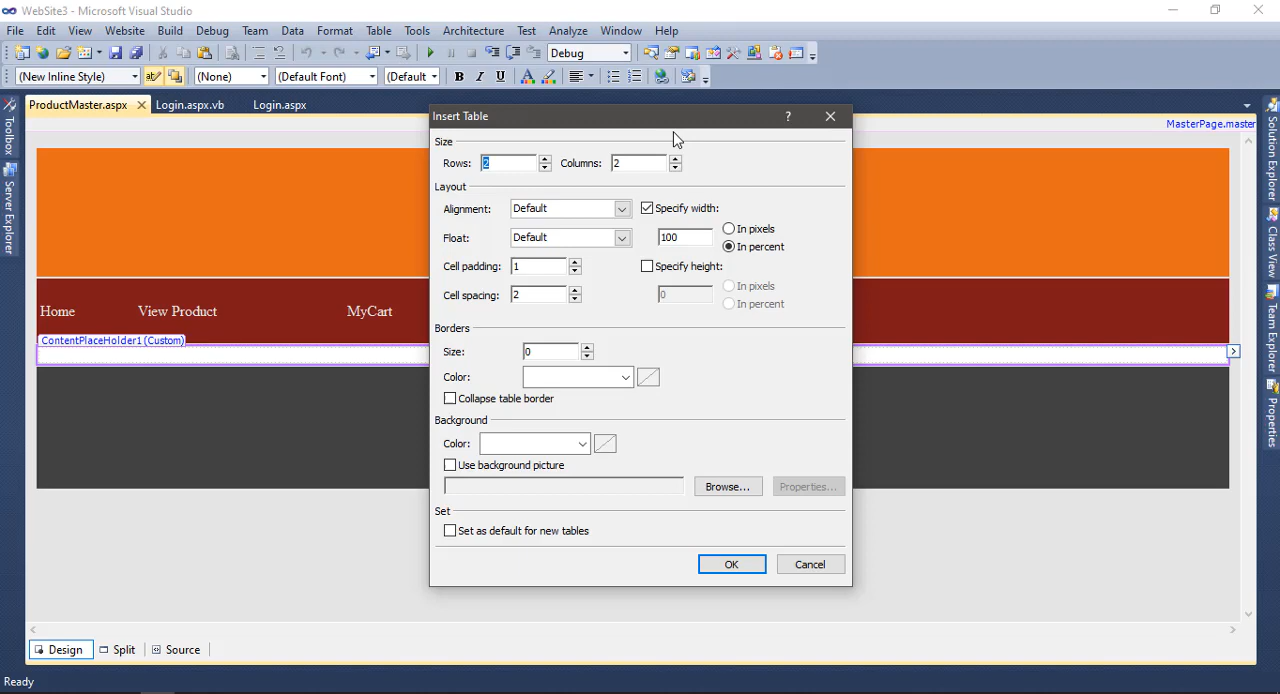 WebSite3 - Microsoft Visual Studio
File Edit View Website Build Debug Team Data Format Table Tools Architecture Test Analyze Window Help
Debug
(New Inline Style) (None) (Default Font) (Default B I U A
ProductMaster.aspx Login.aspx.vb Login.aspx
MasterPage.master
Toolbox
Server Explorer
Solution Explorer
Class View
Team Explorer
Properties
Home View Product MyCart
ContentPlaceHolder1 (Custom)
Insert Table
Size
Rows: 2 Columns: 2
Layout
Alignment: Default Specify width:
In pixels
Float: Default 100
In percent
Cell padding: 1 Specify height:
In pixels
Cell spacing: 2 0
In percent
Borders
Size: 0
Color:
Collapse table border
Background
Color:
Use background picture
Browse... Properties...
Set
Set as default for new tables
OK Cancel
Design Split Source
Ready